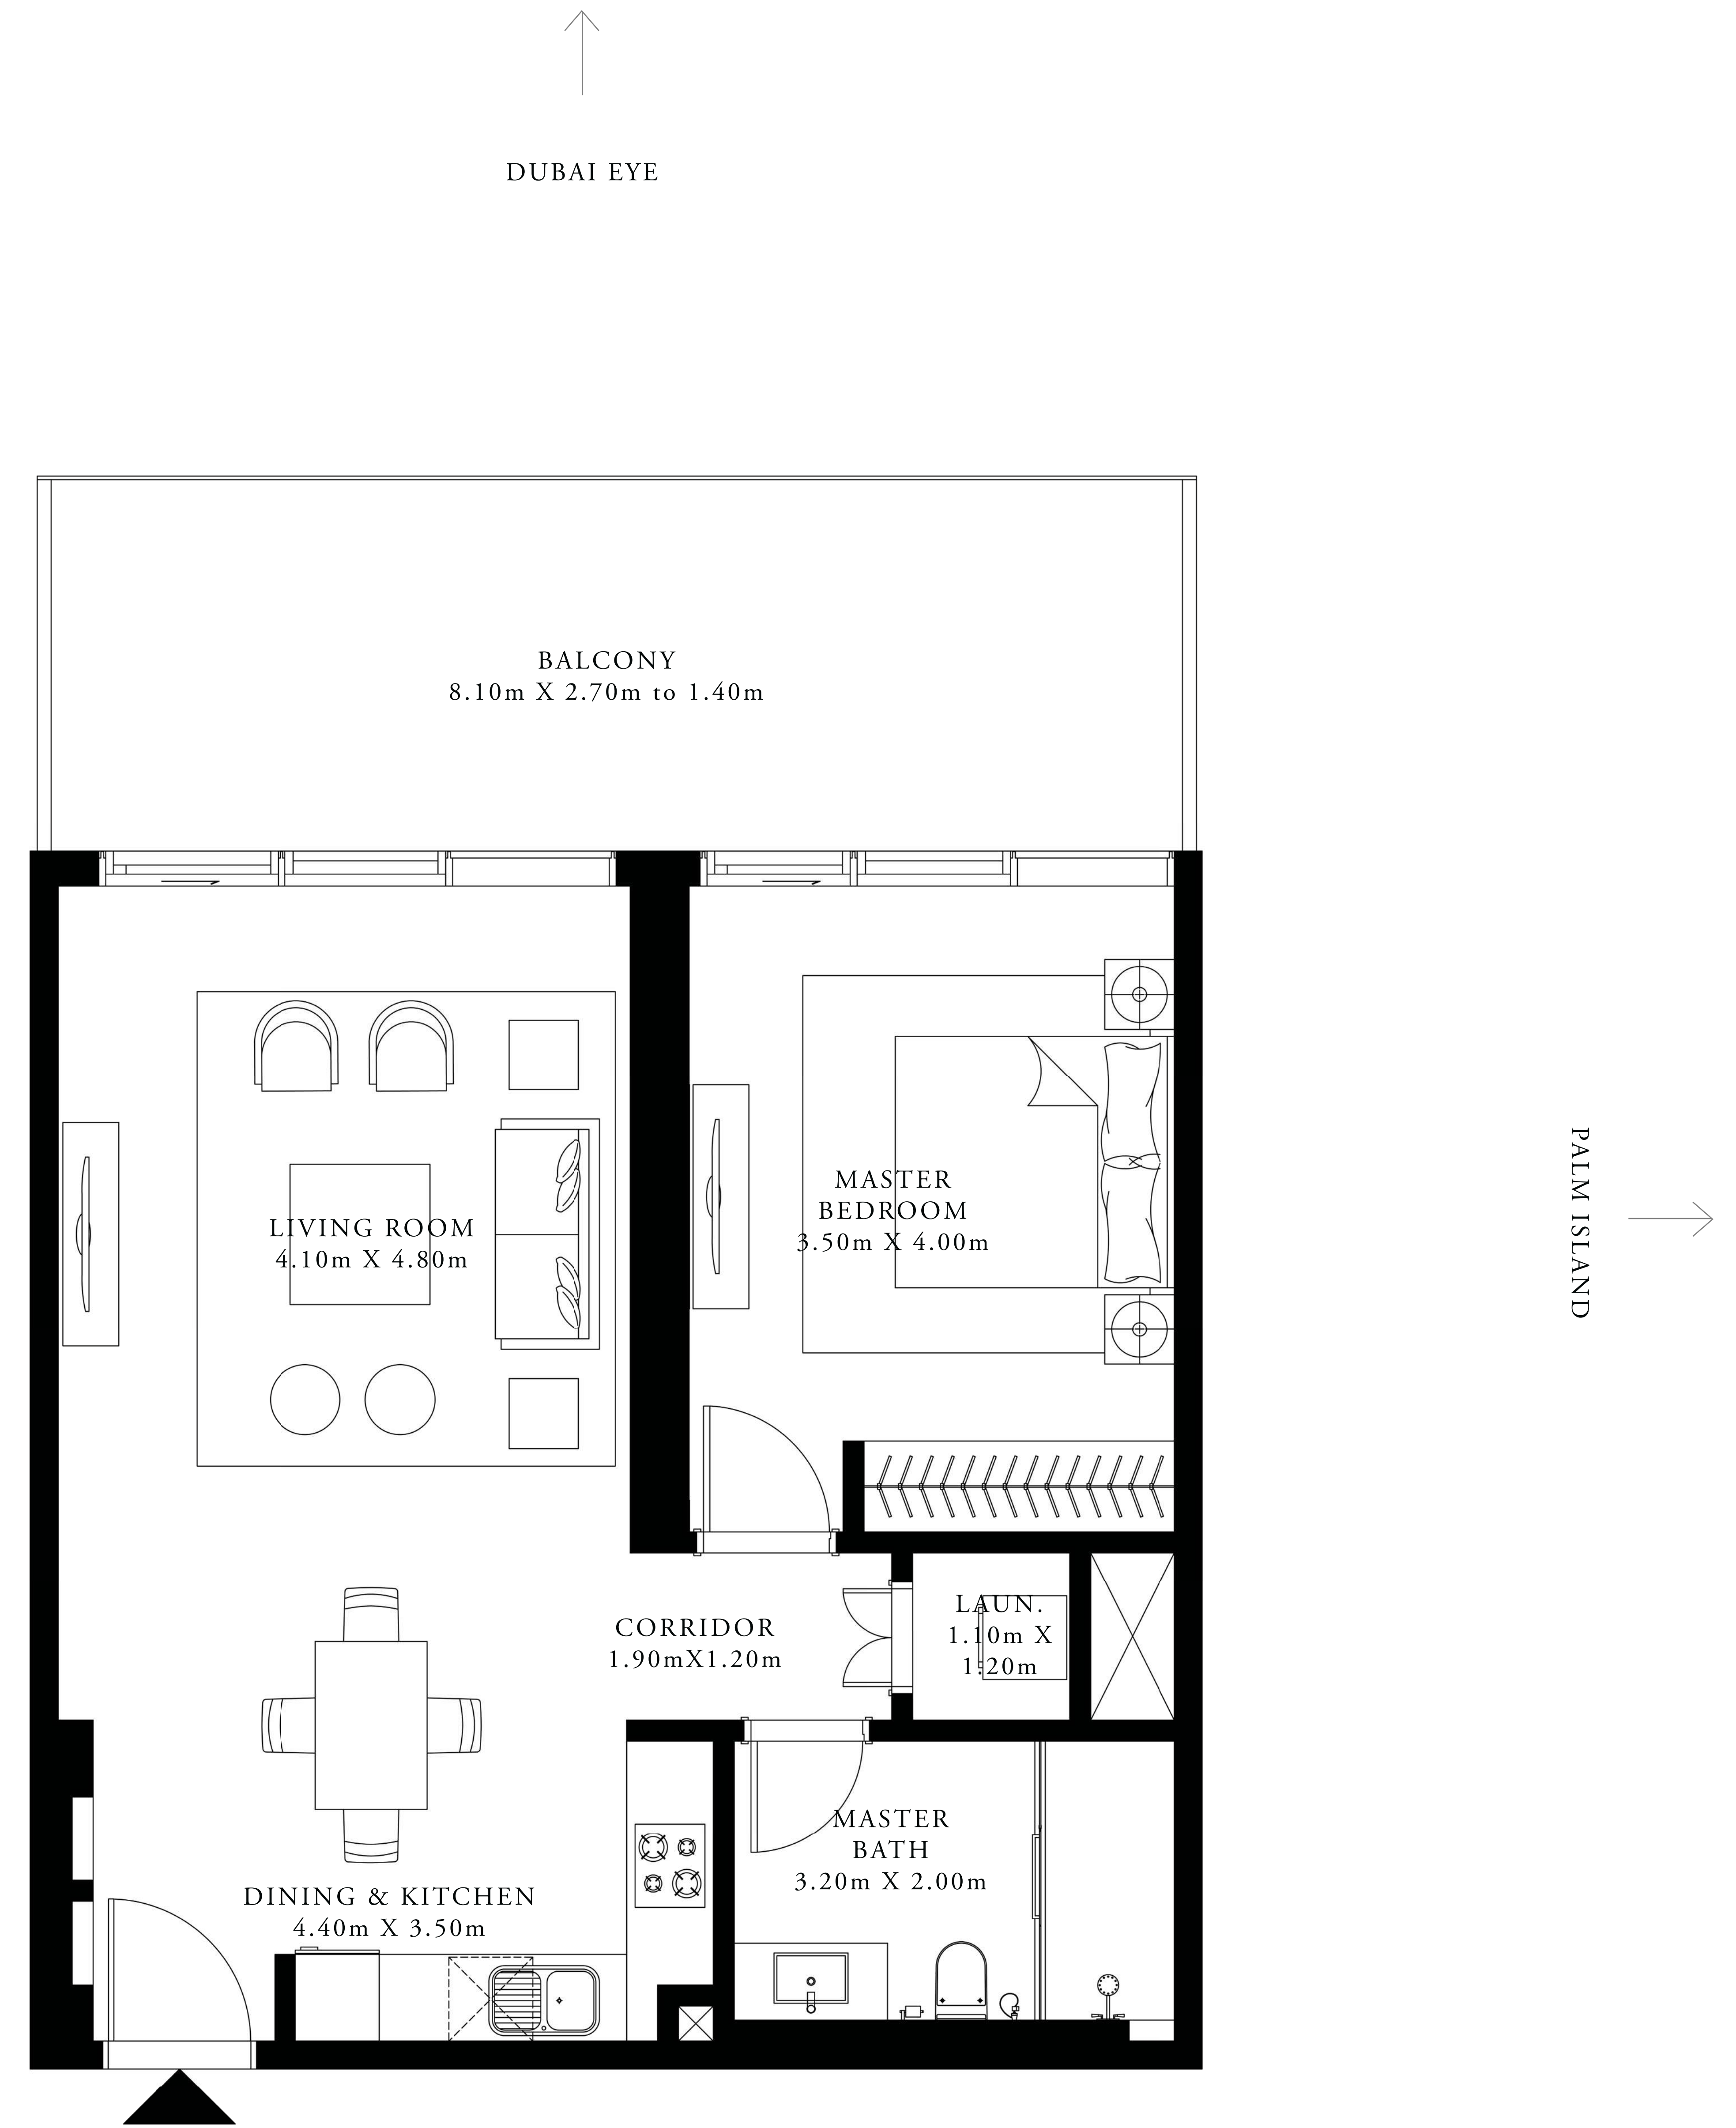 DUBAI EYE
BALCONY
8.10m X 2.70m to 1.40m
PALM ISLAND
MASTER
BEDROOM
3.50m X 4.00m
LIVING ROOM
4.10m X 4.80m
LAUN.
1.10m X
1.20m
CORRIDOR
1.90mX1.20m
MASTER
BATH
3.20m X 2.00m
DINING & KITCHEN
4.40m X 3.50m